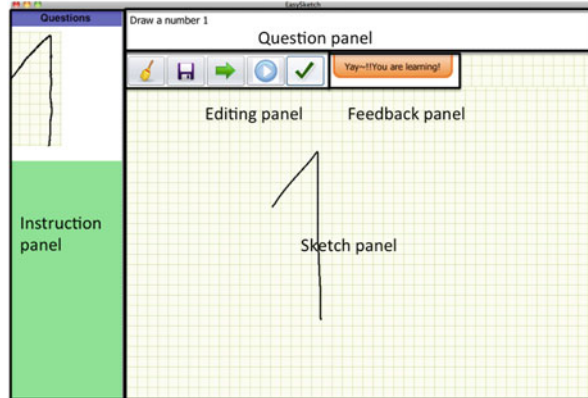 EasySketch
Questions
Draw a number 1
Question panel
Yay~!!You are learning!
Editing panel
Feedback panel
Instruction
panel
Sketch panel